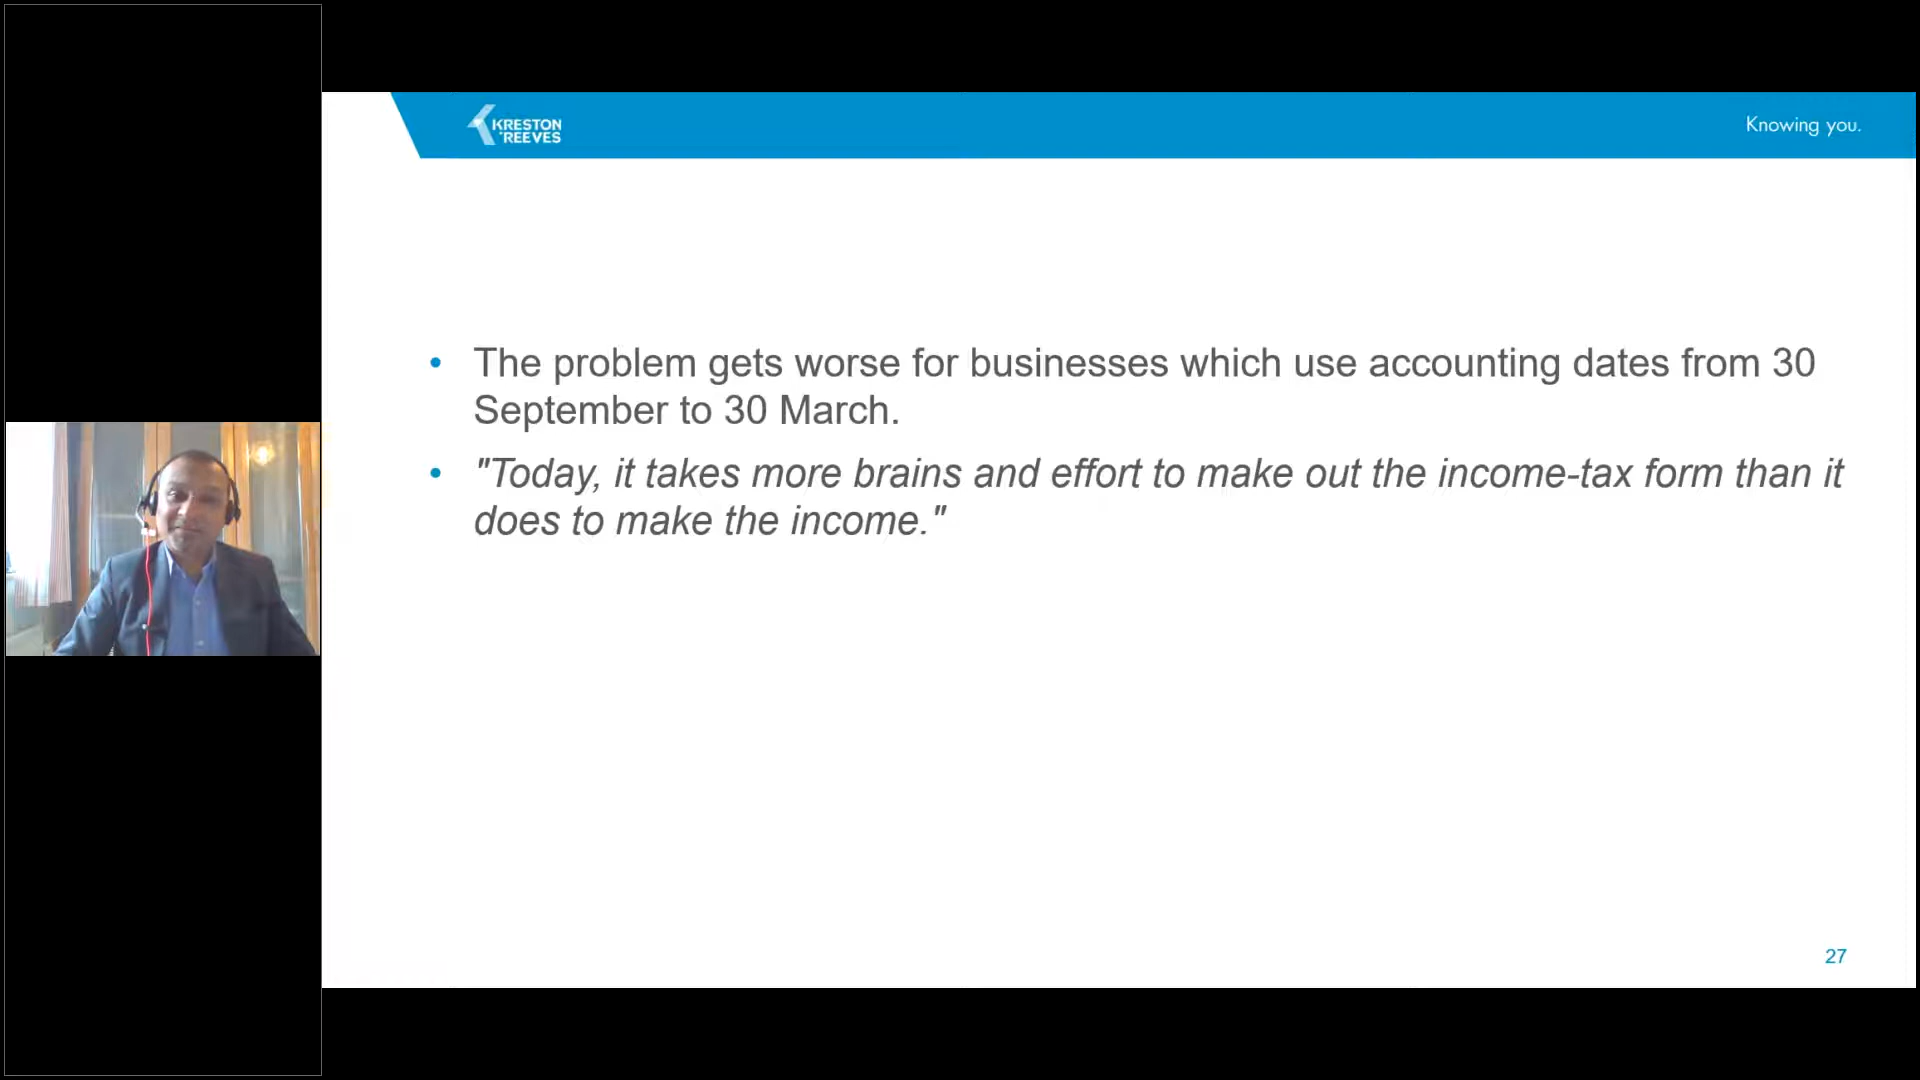 KRESTON
REEVES
Knowing you.
• The problem gets worse for businesses which use accounting dates from 30
September to 30 March.
• "Today, it takes more brains and effort to make out the income-tax form than it
does to make the income."
27